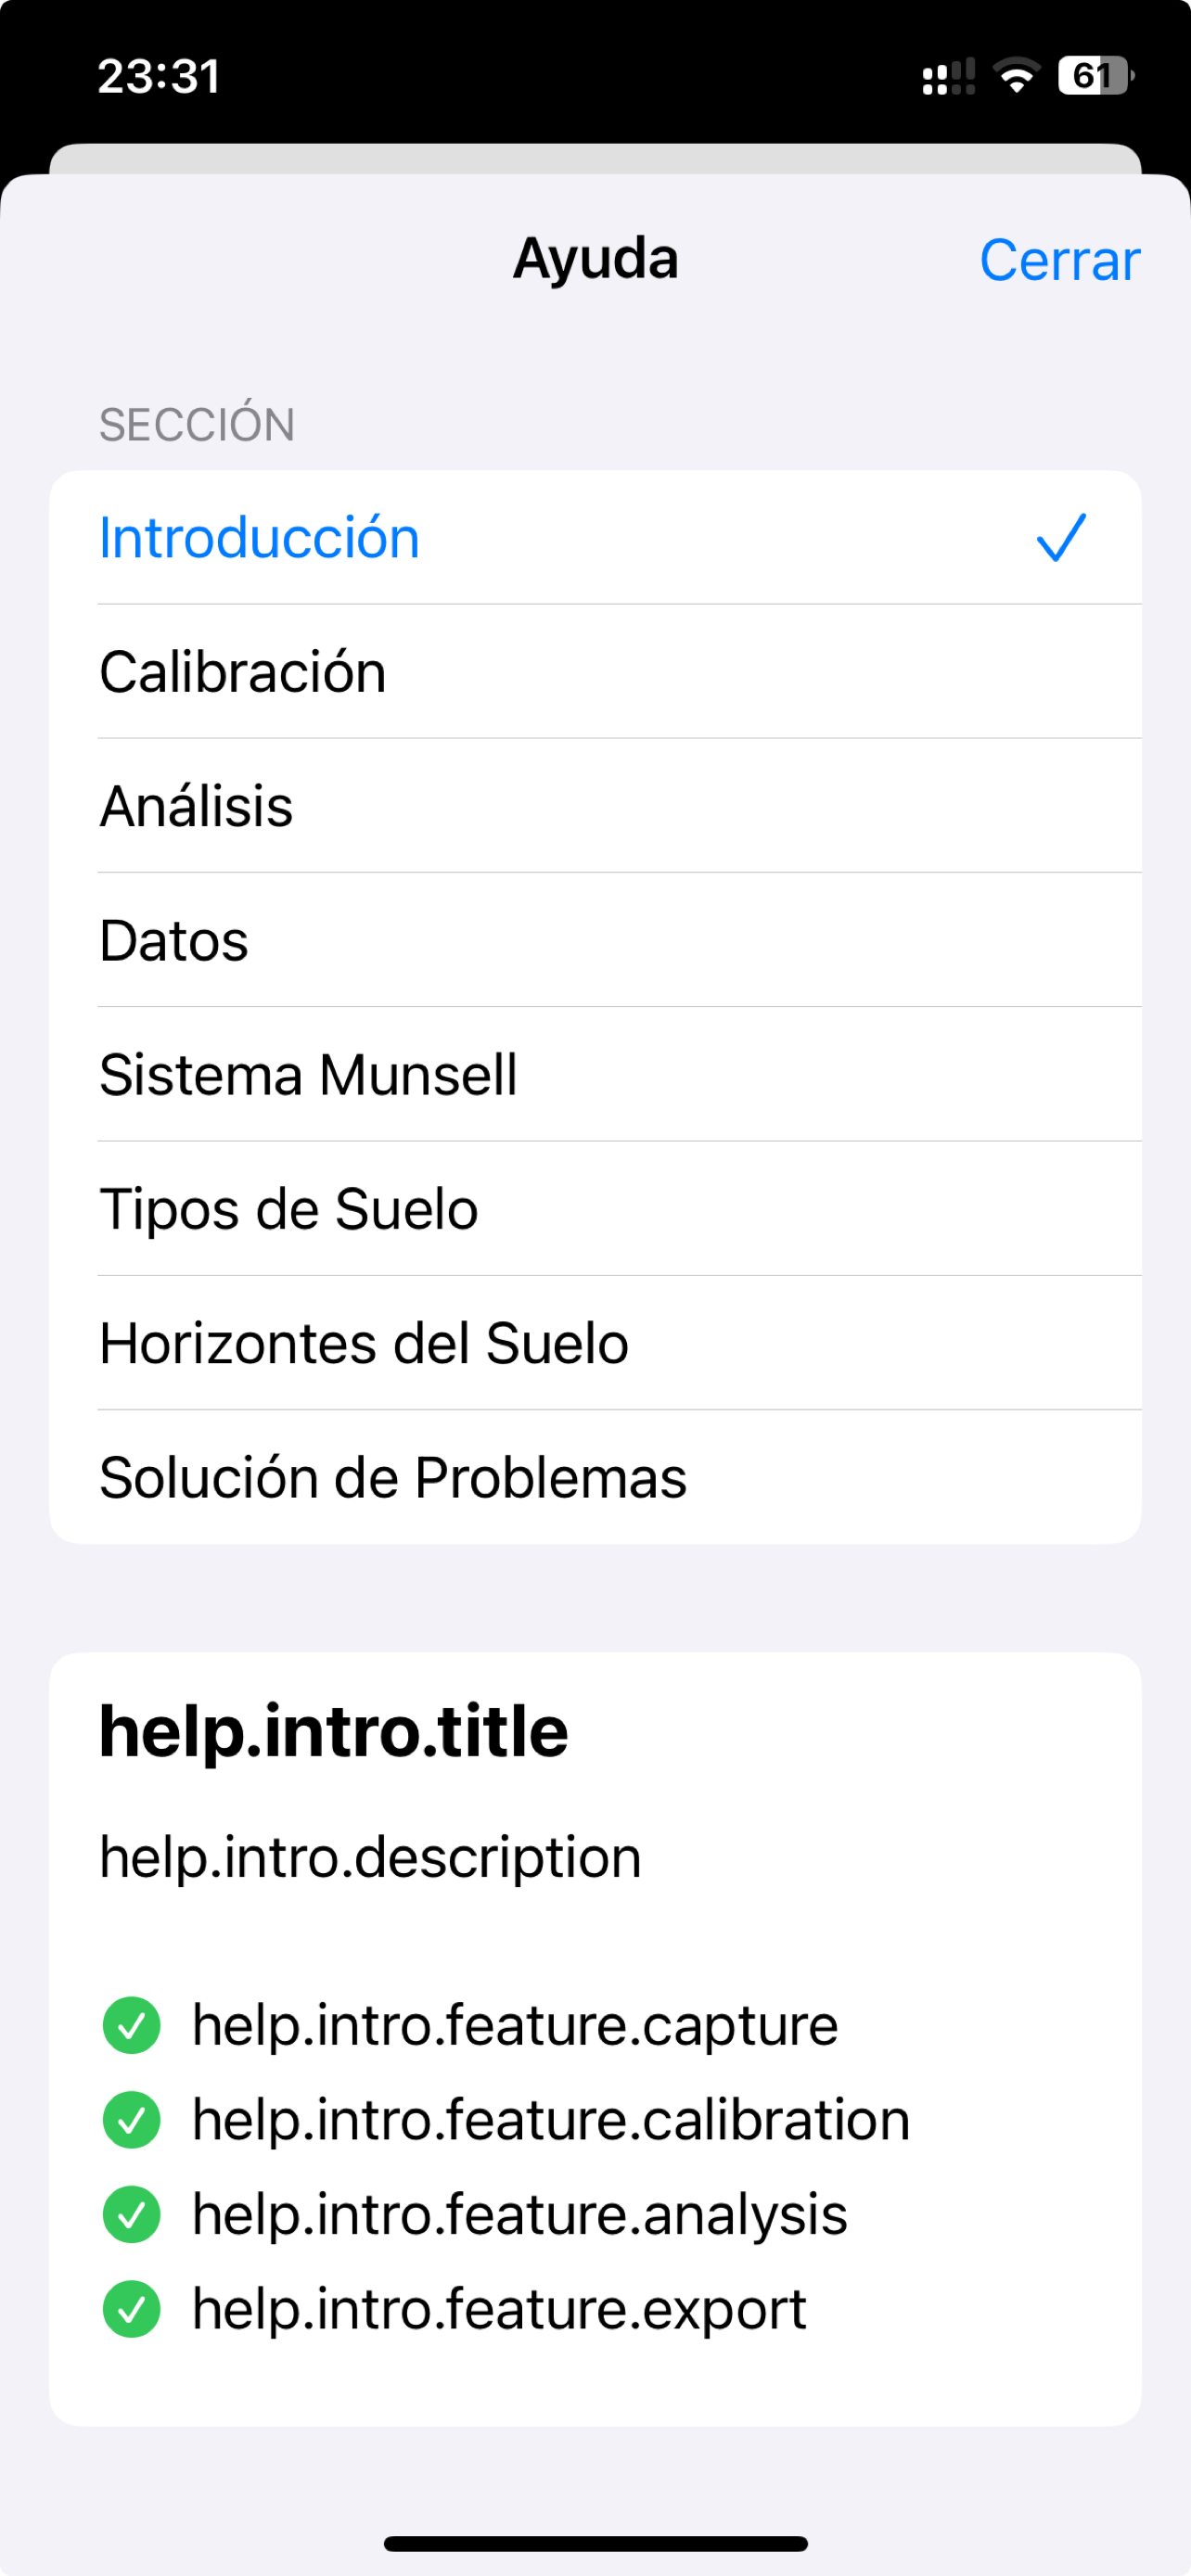 23:31
61
Ayuda
Cerrar
SECCIÓN
Introducción
Calibración
Análisis
Datos
Sistema Munsell
Tipos de Suelo
Horizontes del Suelo
Solución de Problemas
help.intro.title
help.intro.description
help.intro.feature.capture
help.intro.feature.calibration
help.intro.feature.analysis
help.intro.feature.export